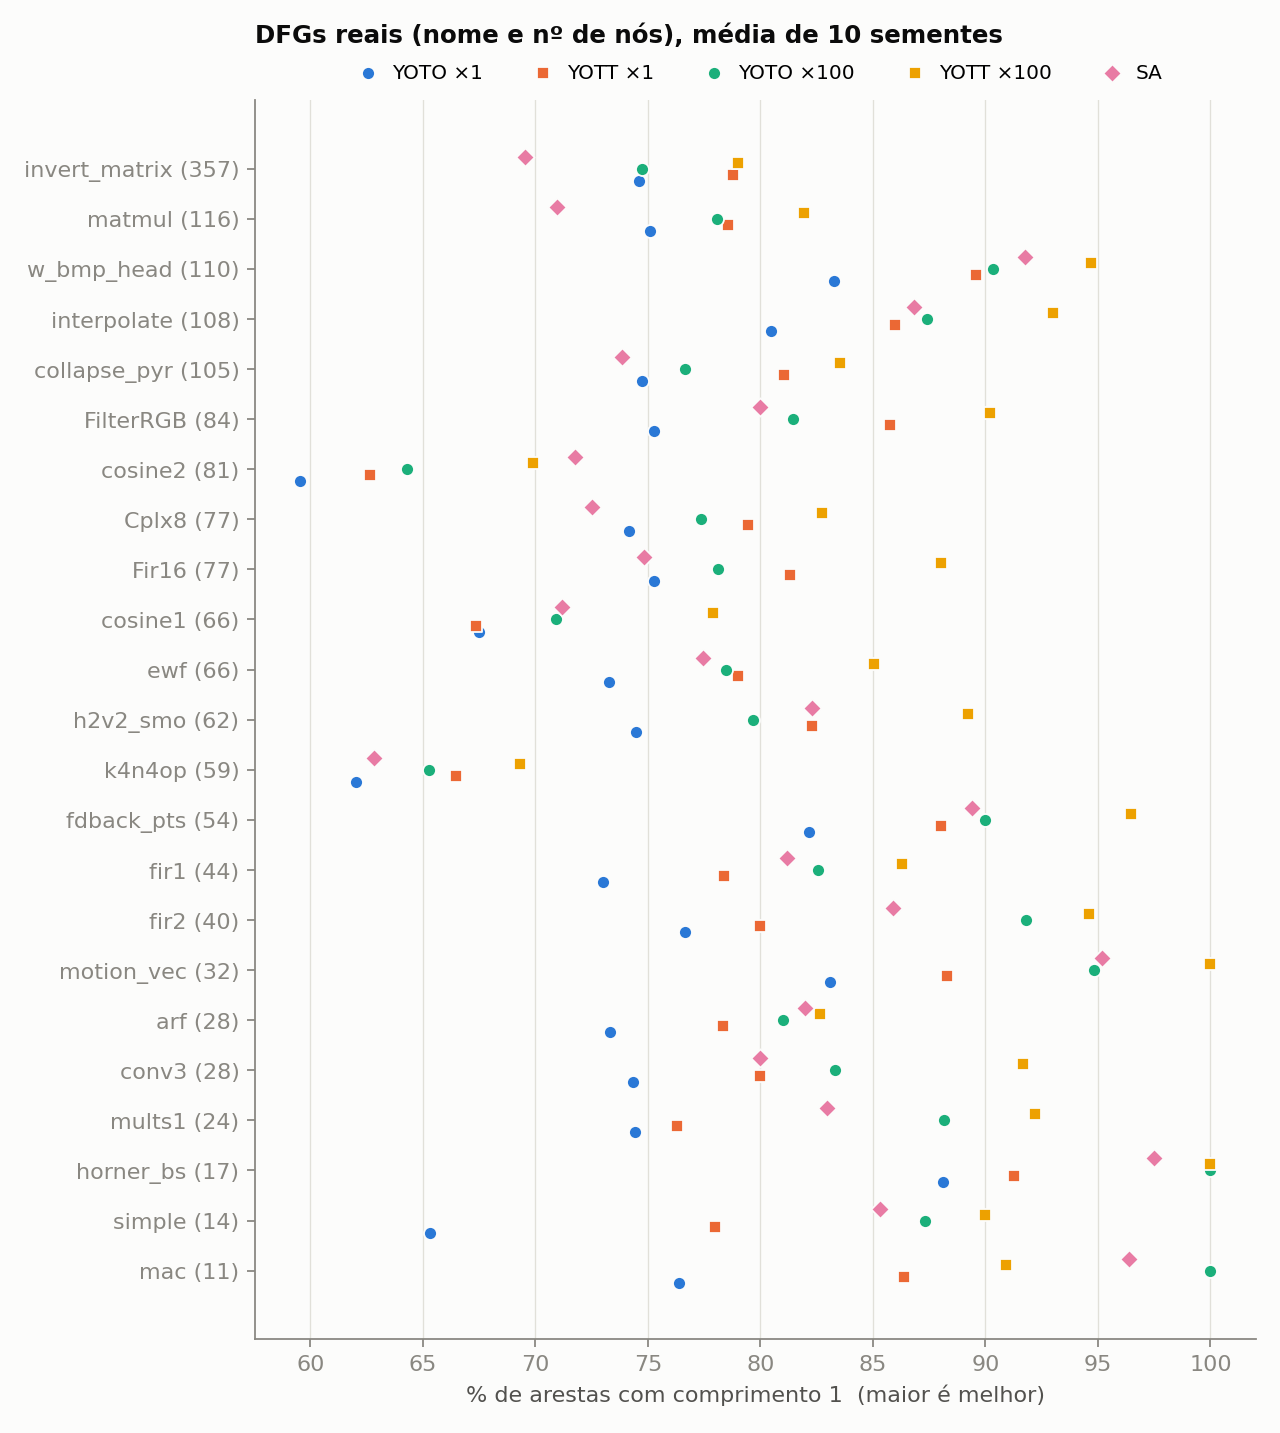 DFGs reais (nome e nº de nós), média de 10 sementes
YOTO ×1 YOTT ×1 YOTO ×100 YOTT ×100 SA
invert_matrix (357)
matmul (116)
w_bmp_head (110)
interpolate (108)
collapse_pyr (105)
FilterRGB (84)
cosine2 (81)
Cplx8 (77)
Fir16 (77)
cosine1 (66)
ewf (66)
h2v2_smo (62)
k4n4op (59)
fdback_pts (54)
fir1 (44)
fir2 (40)
motion_vec (32)
arf (28)
conv3 (28)
mults1 (24)
horner_bs (17)
simple (14)
mac (11)
60 65 70 75 80 85 90 95 100
% de arestas com comprimento 1 (maior é melhor)